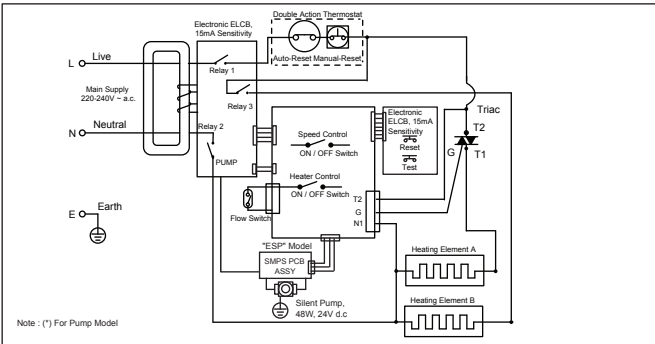 Double Action Thermostat
Electronic ELCB,
15mA Sensitivity
Auto-Reset Manual-Reset
L Live
Relay 1
Main Supply
220-240V ~ a.c.
Relay 3
Triac
T2
G
T1
Electronic
ELCB, 15mA
Sensitivity
Reset
Test
N Neutral
Relay 2
PUMP
Speed Control
ON / OFF Switch
Heater Control
ON / OFF Switch
Flow Switch
T2
G
N1
E Earth
"ESP" Model
SMPS PCB
ASSY
Silent Pump,
48W, 24V d.c
Heating Element A
Heating Element B
Note : (*) For Pump Model